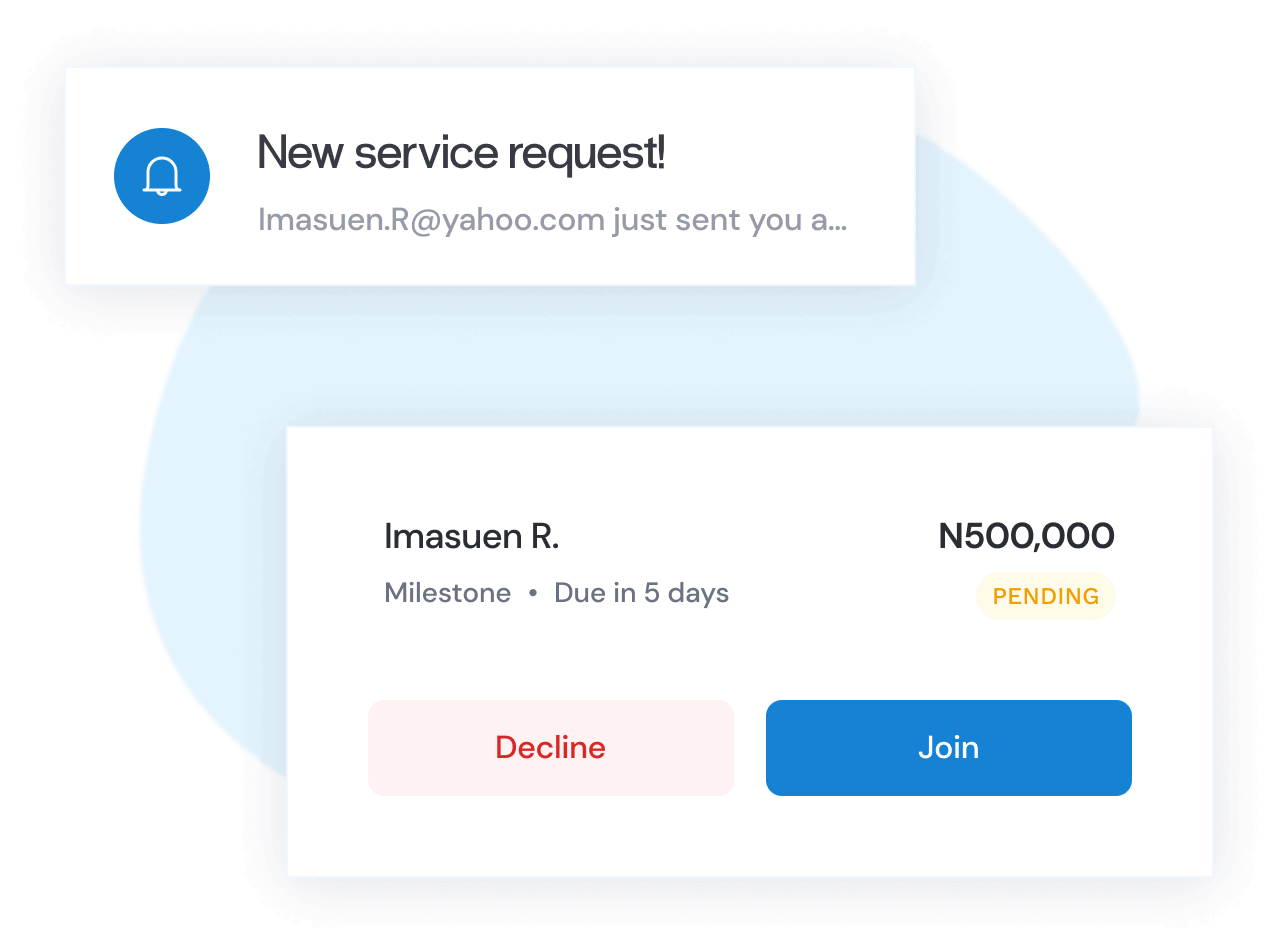 New service request!
Imasuen.R@yahoo.com just sent you a...
Imasuen R.
N500,000
Milestone • Due in 5 days
PENDING
Decline
Join